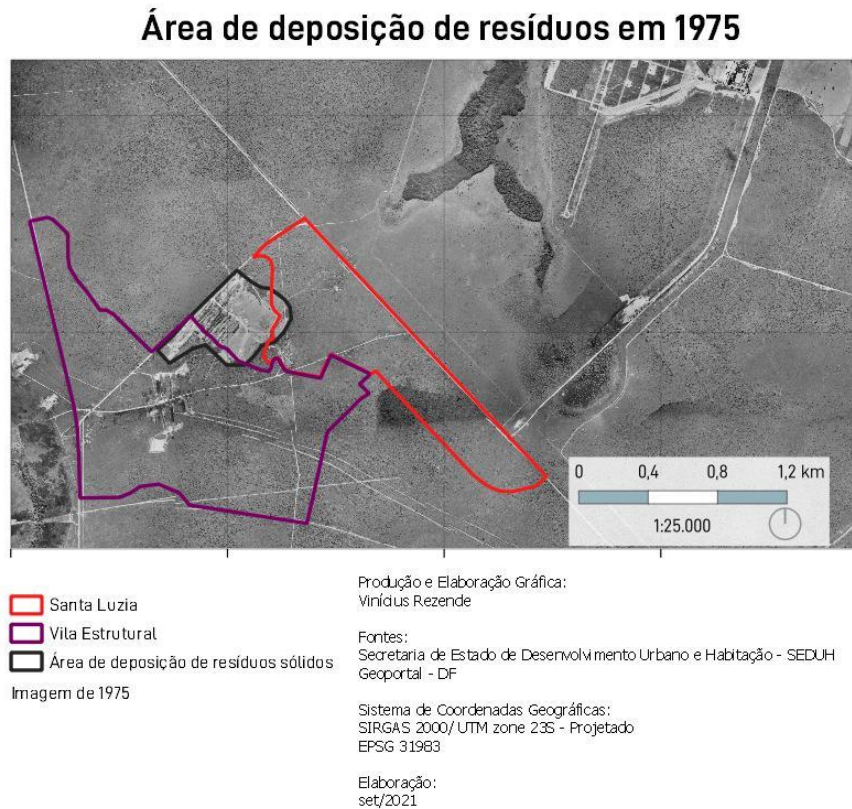 Área de deposição de resíduos em 1975
0 0,4 0,8 1,2 km
1:25.000
Santa Luzia
Vila Estrutural
Área de deposição de resíduos sólidos
Imagem de 1975
Produção e Elaboração Gráfica:
Vinícius Rezende
Fontes:
Secretaria de Estado de Desenvolvimento Urbano e Habitação - SEDUH
Geoportal - DF
Sistema de Coordenadas Geográficas:
SIRGAS 2000/ UTM zone 23S - Projetado
EPSG 31983
Elaboração:
set/2021